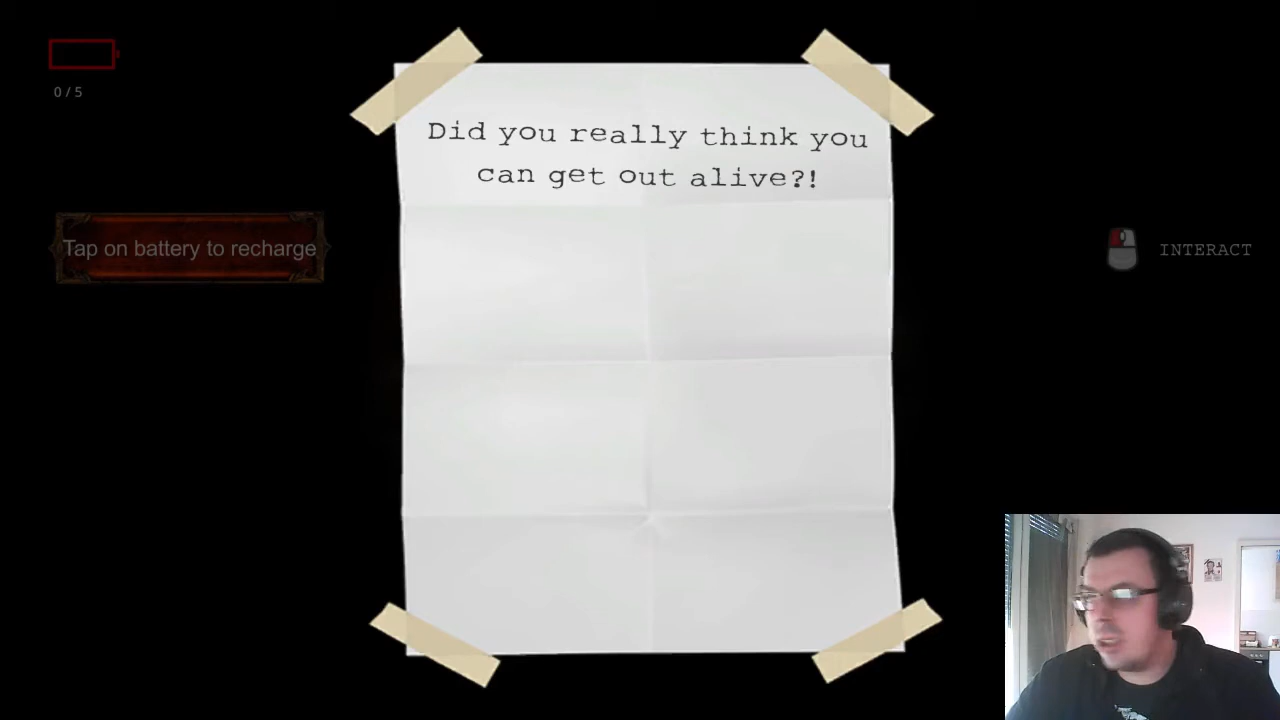 0 / 5
Did you really think you
can get out alive?!
Tap on battery to recharge
INTERACT